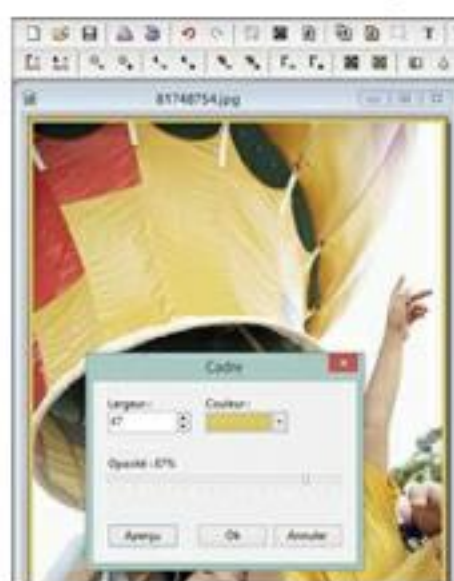 T
81748754.jpg
Cadre
Largeur : Couleur :
47
Opacité : 87%
Aperçu Ok Annuler